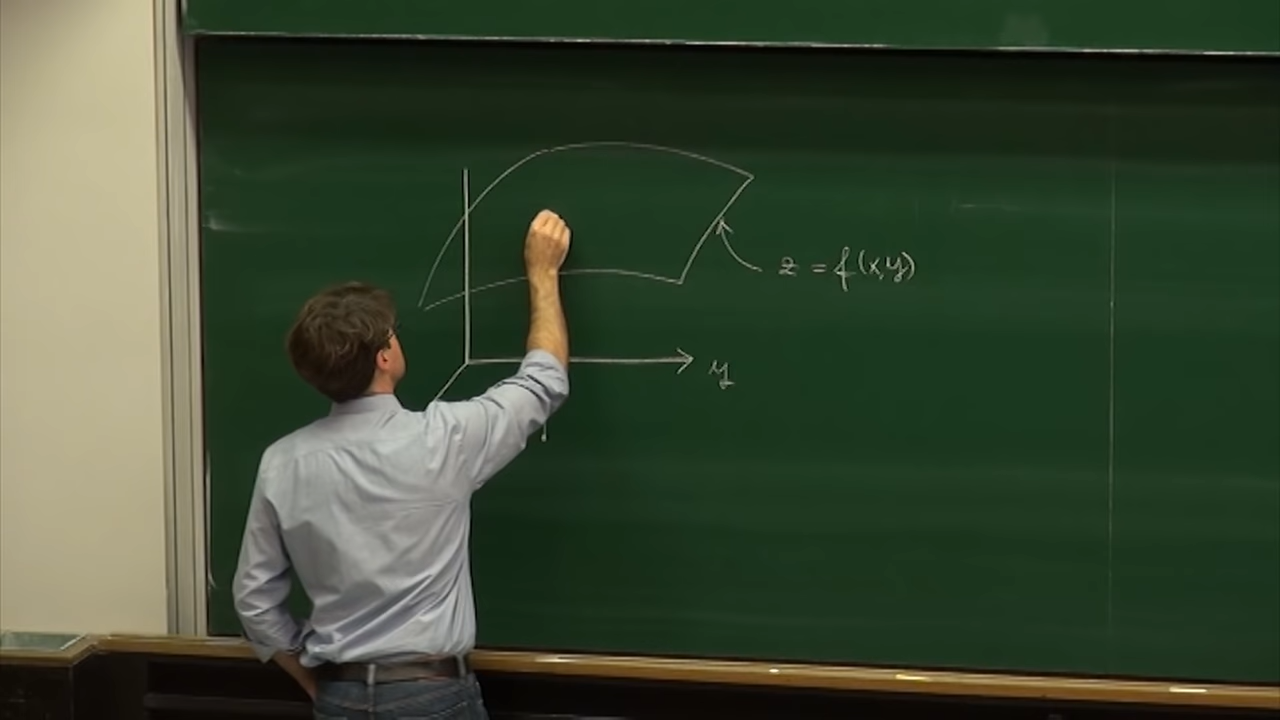 z = f(x,y)
y